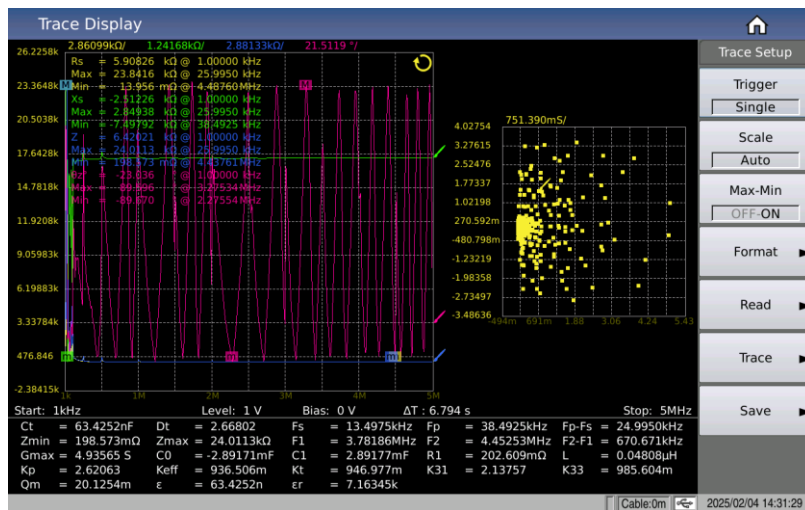 Trace Display
2.86099kΩ/ 1.24168kΩ/ 2.88133kΩ/ 21.5119 °/
26.2258k
23.3648k
20.5038k
17.6428k
14.7818k
11.9208k
9.05983k
6.19883k
3.33784k
476.846
-2.38415k
Rs = 5.90826 kΩ@ 1.00000 kHz
Max = 23.8416 kΩ@ 25.9950 kHz
Min = 13.956 mΩ@ 4.48760MHz
Xs = -2.51226 kΩ@ 1.00000 kHz
Max = 2.84938 kΩ@ 25.9950 kHz
Min = -7.49792 kΩ@ 38.4925 kHz
Z = 6.42021 kΩ@ 1.00000 kHz
Max = 24.0113 kΩ@ 25.9950 kHz
Min = 198.573 mΩ@ 4.43761MHz
= -23.036 °@ 1.00000 kHz
Max = @ 3.27534MHz
Min = -89.670 °@ 2.27554MHz
M M
m m m
1k 1M 2M 3M 4M 5M
751.390mS/
4.02754
3.27615
2.52476
1.77337
1.02198
270.592m
-480.798m
-1.23219
-1.98358
-2.73497
-3.48636
-494m 691m 1.88 3.06 4.24 5.43
Start: 1kHz Level: 1 V Bias: 0 V ΔT : 6.794 s Stop: 5MHz
Ct = 63.4252nF Dt = 2.66802 Fs = 13.4975kHz Fp = 38.4925kHz Fp-Fs = 24.9950kHz
Zmin = 198.573mΩ Zmax = 24.0113kΩ F1 = 3.78186MHz F2 = 4.45253MHz F2-F1 = 670.671kHz
Gmax = 4.93565 S C0 = -2.89171mF C1 = 2.89177mF R1 = 202.609mΩ L = 0.04808μH
Kp = 2.62063 Keff = 936.506m Kt = 946.977m K31 = 2.13757 K33 = 985.604m
Qm = 20.1254m ε = 63.4252n εr = 7.16345k
Trace Setup
Trigger
Single
Scale
Auto
Max-Min
OFF-ON
Format
Read
Trace
Save
Cable:0m 2025/02/04 14:31:29